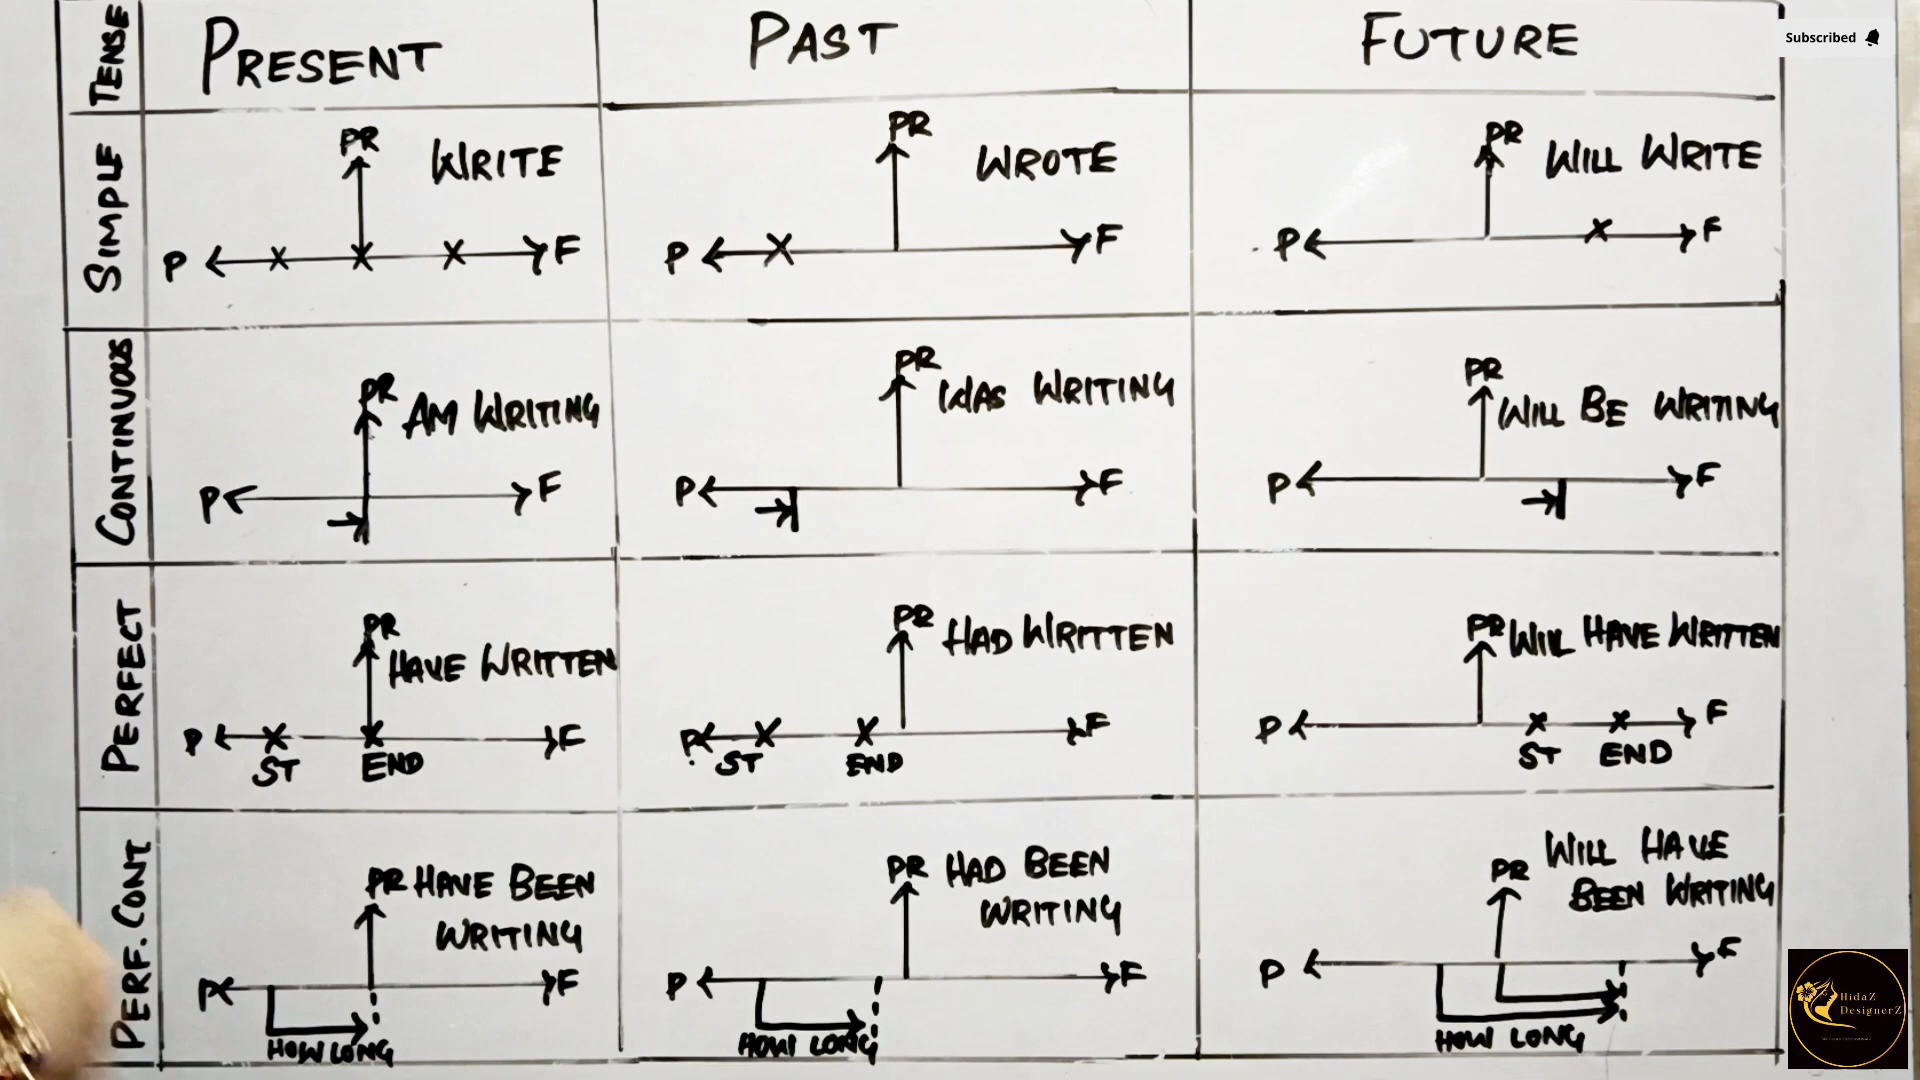 TENSE
PRESENT
PAST
FUTURE
Subscribed
SIMPLE
PR
WRITE
P
F
PR
WROTE
P
F
PR
WILL WRITE
P
F
CONTINUOUS
PR
AM WRITING
P
F
PR
WAS WRITING
P
F
PR
WILL BE WRITING
P
F
PERFECT
PR
HAVE WRITTEN
P
F
ST
END
PR
HAD WRITTEN
P
F
ST
END
PR
WILL HAVE WRITTEN
P
F
ST
END
PERF. CONT
PR
HAVE BEEN
WRITING
P
F
HOW LONG
PR
HAD BEEN
WRITING
P
F
HOW LONG
PR
WILL HAVE
BEEN WRITING
P
F
HOW LONG
HidaZ
DesignerZ